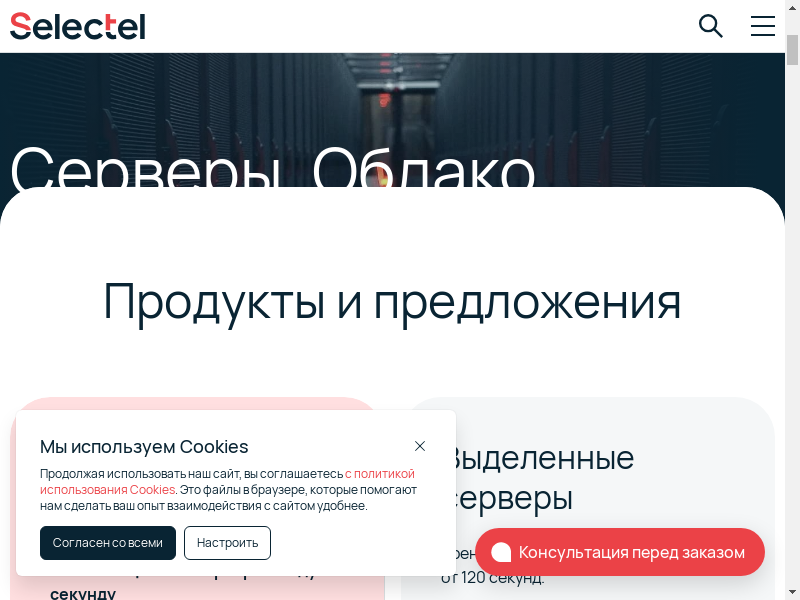 Selectel
Серверы. Облако
Продукты и предложения
Мы используем Cookies
Продолжая использовать наш сайт, вы соглашаетесь с политикой
использования Cookies. Это файлы в браузере, которые помогают
нам сделать ваш опыт взаимодействия с сайтом удобнее.
Согласен со всеми
Настроить
секунду
Выделенные
серверы
Консультация перед заказом
от 120 секунд.